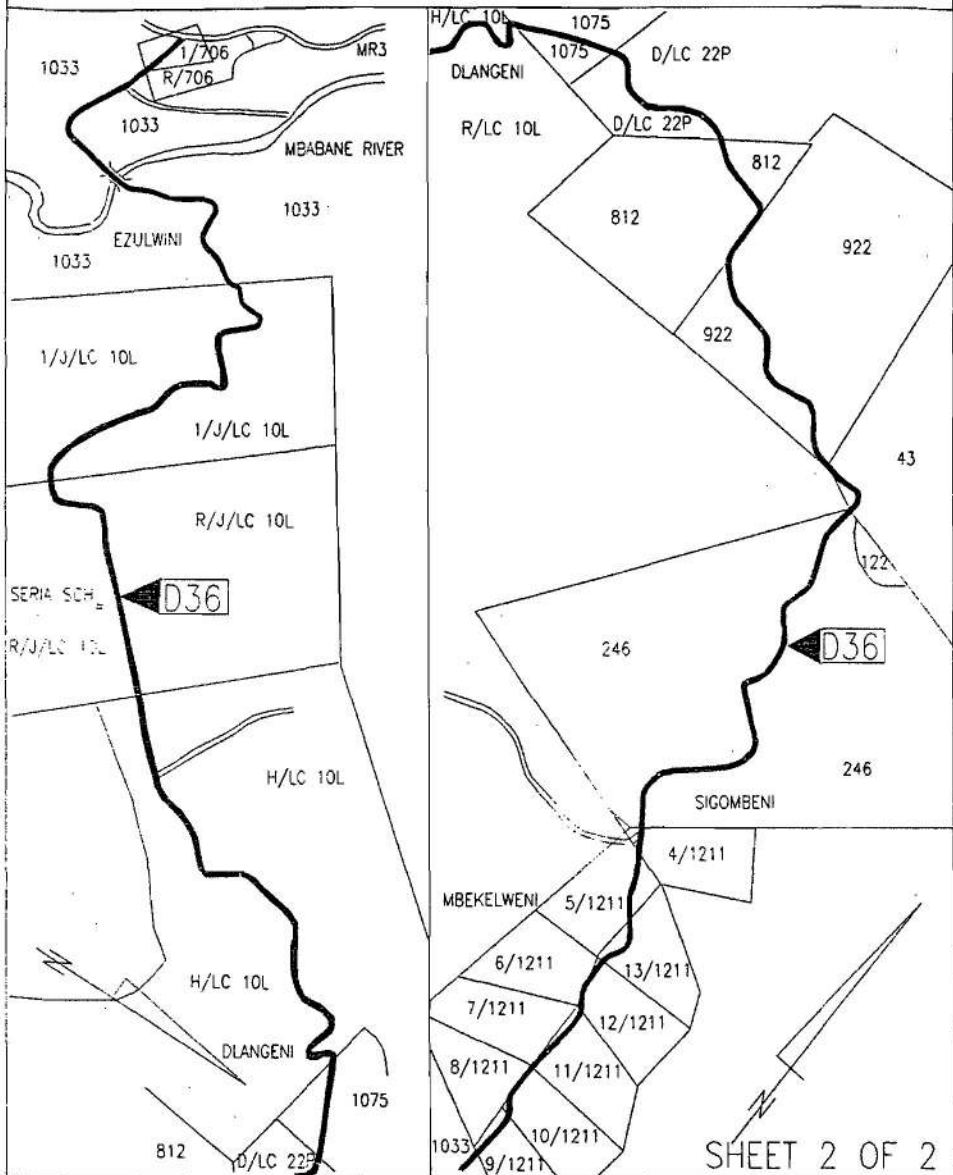 1033
1/706
MR3
R/706
1033
MBABANE RIVER
1033
EZULWINI
1033
1/J/LC 10L
1/J/LC 10L
R/J/LC 10L
SERIA SCH
D36
R/J/LC 10L
H/LC 10L
N
H/LC 10L
DLANGENI
1075
812
D/LC 22P
H/LC 10L
1075
1075
D/LC 22P
DLANGENI
R/LC 10L
D/LC 22P
812
812
922
922
43
122
246
D36
246
SIGOMBENI
4/1211
MBEKELWENI
5/1211
6/1211
13/1211
7/1211
12/1211
8/1211
11/1211
10/1211
1033
9/1211
N
SHEET 2 OF 2